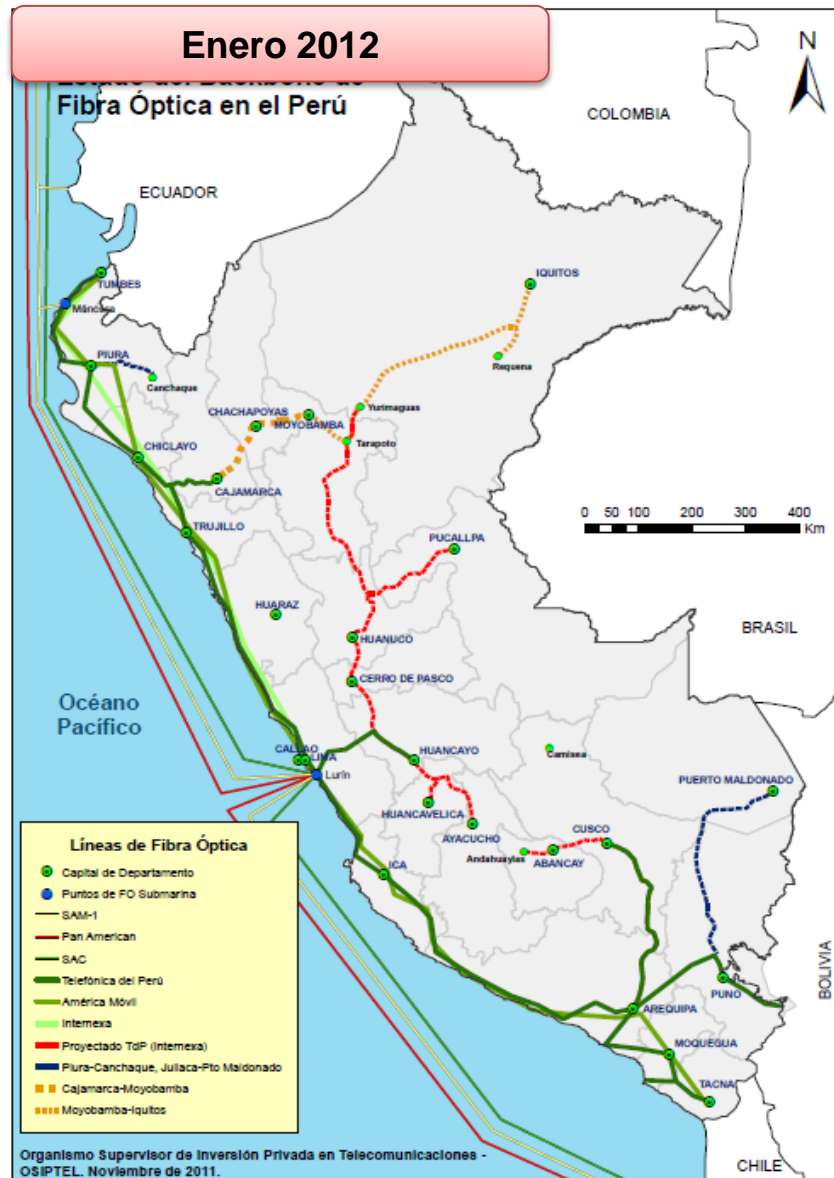 Enero 2012
Estado del Backbone de
Fibra Óptica en el Perú
N
COLOMBIA
ECUADOR
TUMBES
Máncora
IQUITOS
PIURA
Canchaque
Requena
Yurimaguas
CHACHAPOYAS
MOYOBAMBA
Tarapoto
CHICLAYO
CAJAMARCA
0 50 100 200 300 400
Km
TRUJILLO
PUCALLPA
HUARAZ
HUANUCO
BRASIL
CERRO DE PASCO
Océano
Pacífico
CALLAO
LIMA
HUANCAYO
Camisea
Lurín
PUERTO MALDONADO
HUANCAVELICA
AYACUCHO
CUSCO
Andahuaylas
ABANCAY
ICA
BOLIVIA
PUNO
AREQUIPA
MOQUEGUA
TACNA
CHILE
Líneas de Fibra Óptica
Capital de Departamento
Puntos de FO Submarina
SAM-1
Pan American
SAC
Telefónica del Perú
América Móvil
Internexa
Proyectado TdP (Internexa)
Piura-Canchaque, Juliaca-Pto Maldonado
Cajamarca-Moyobamba
Moyobamba-Iquitos
Organismo Supervisor de Inversión Privada en Telecomunicaciones -
OSIPTEL. Noviembre de 2011.